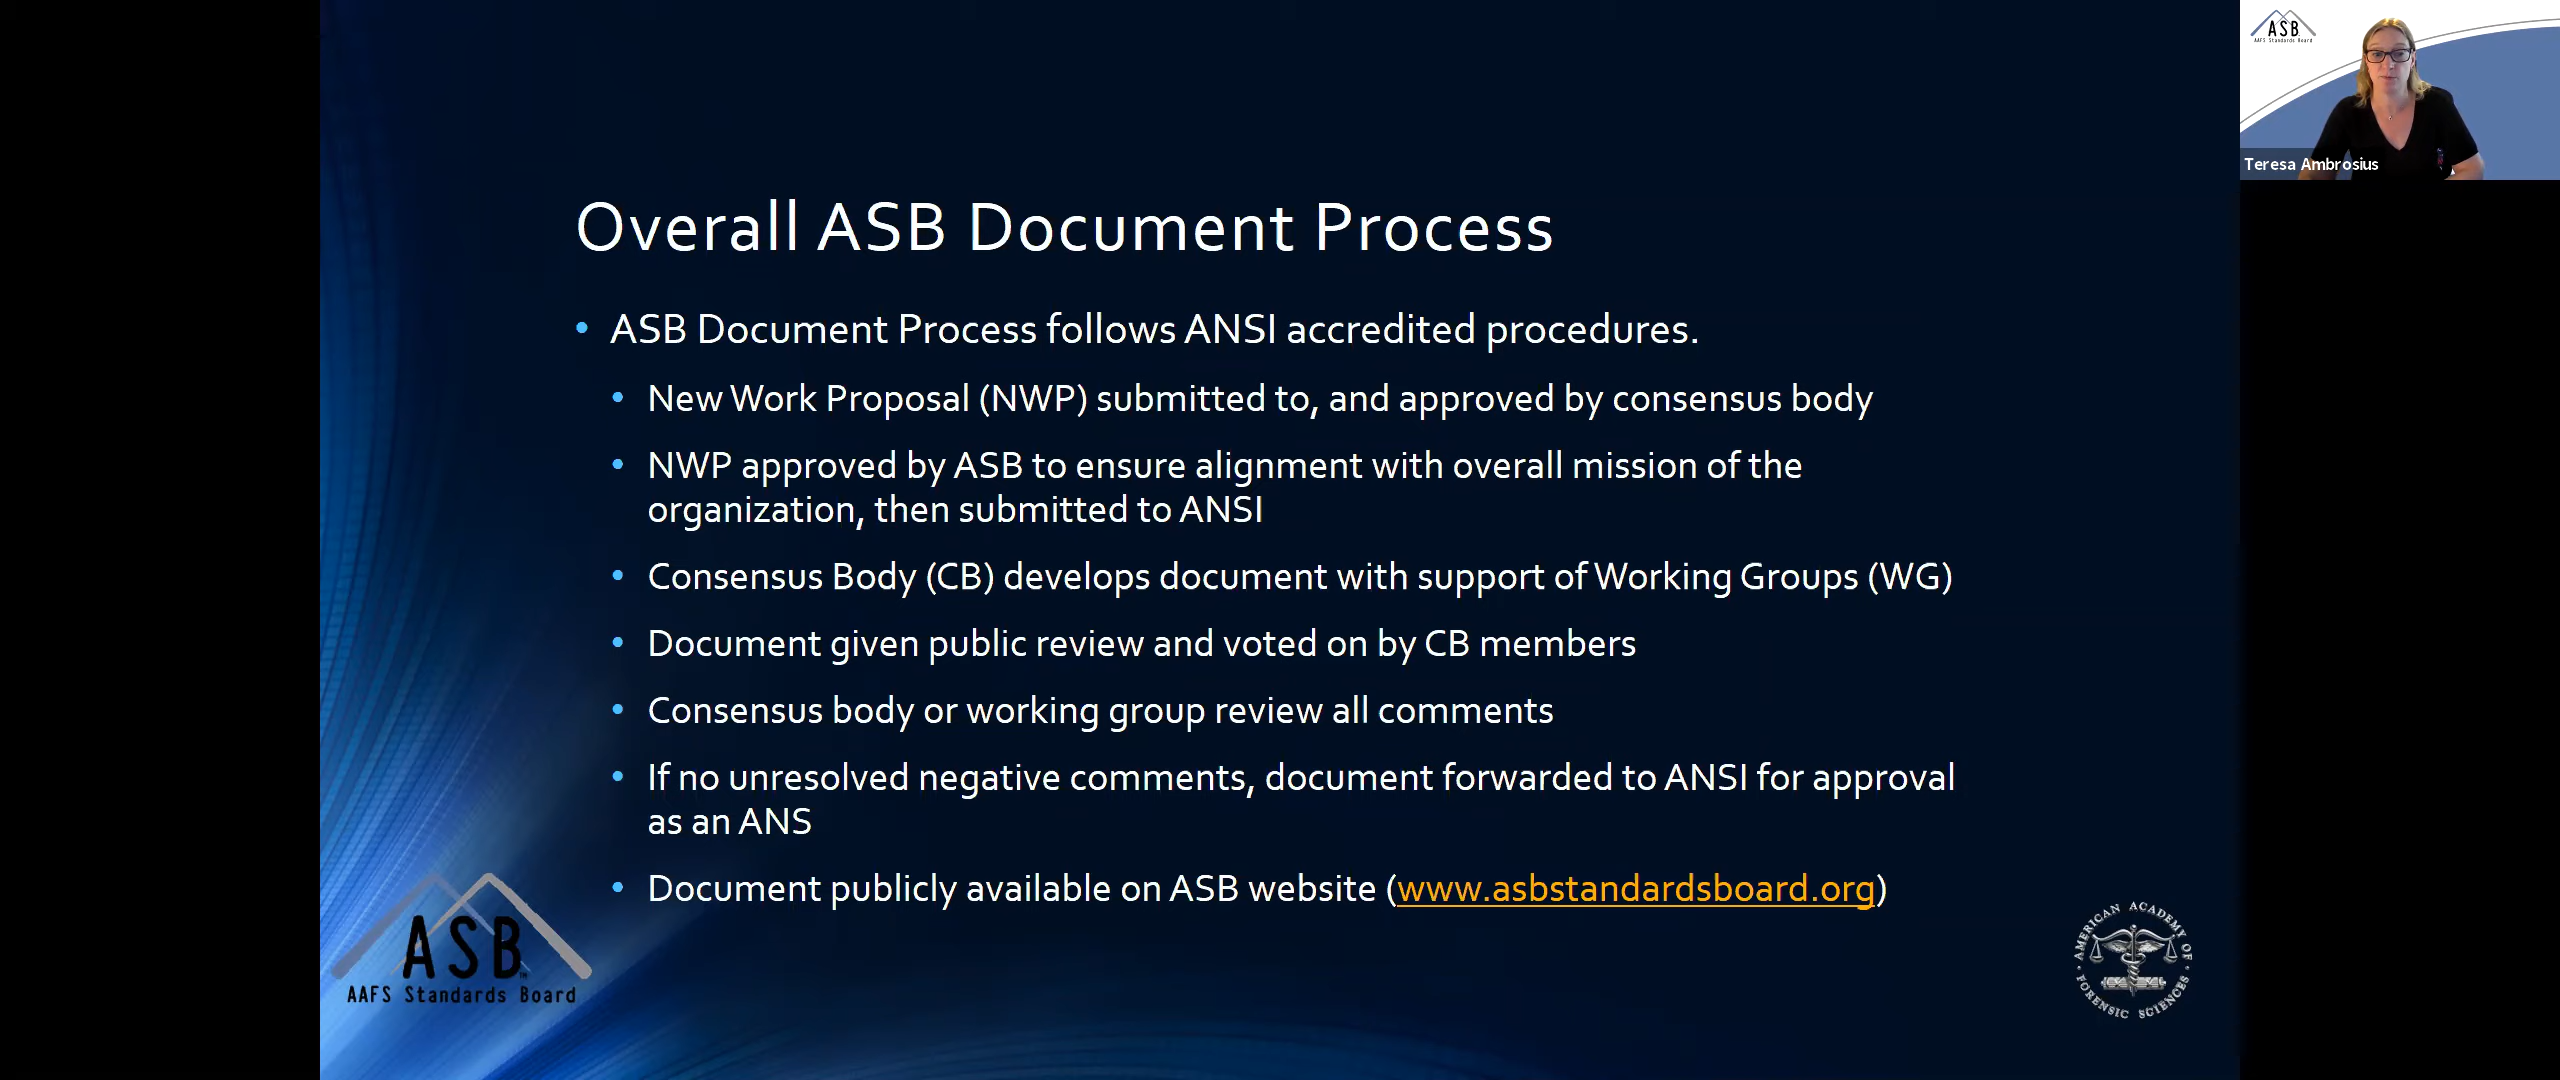 ASB
AAFS Standards Board
Teresa Ambrosius
Overall ASB Document Process
• ASB Document Process follows ANSI accredited procedures.
• New Work Proposal (NWP) submitted to, and approved by consensus body
• NWP approved by ASB to ensure alignment with overall mission of the
organization, then submitted to ANSI
• Consensus Body (CB) develops document with support of Working Groups (WG)
• Document given public review and voted on by CB members
• Consensus body or working group review all comments
• If no unresolved negative comments, document forwarded to ANSI for approval
as an ANS
• Document publicly available on ASB website (www.asbstandardsboard.org)
ASB™
AAFS Standards Board
AMERICAN ACADEMY OF
• FORENSIC SCIENCES •